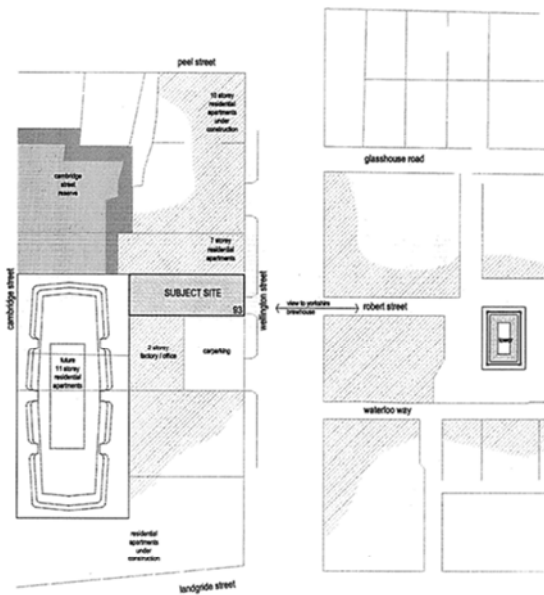 peel street
10 storey
residential
apartments
under
construction
glasshouse road
cambridge
street
reserve
7 storey
residential
apartments
cambridge street
SUBJECT SITE
93
wellington street
view to yorkshire
brewhouse
robert street
2 storey
factory / office
carparking
future
11 storey
residential
apartments
waterloo way
residential
apartments
under
construction
landgride street